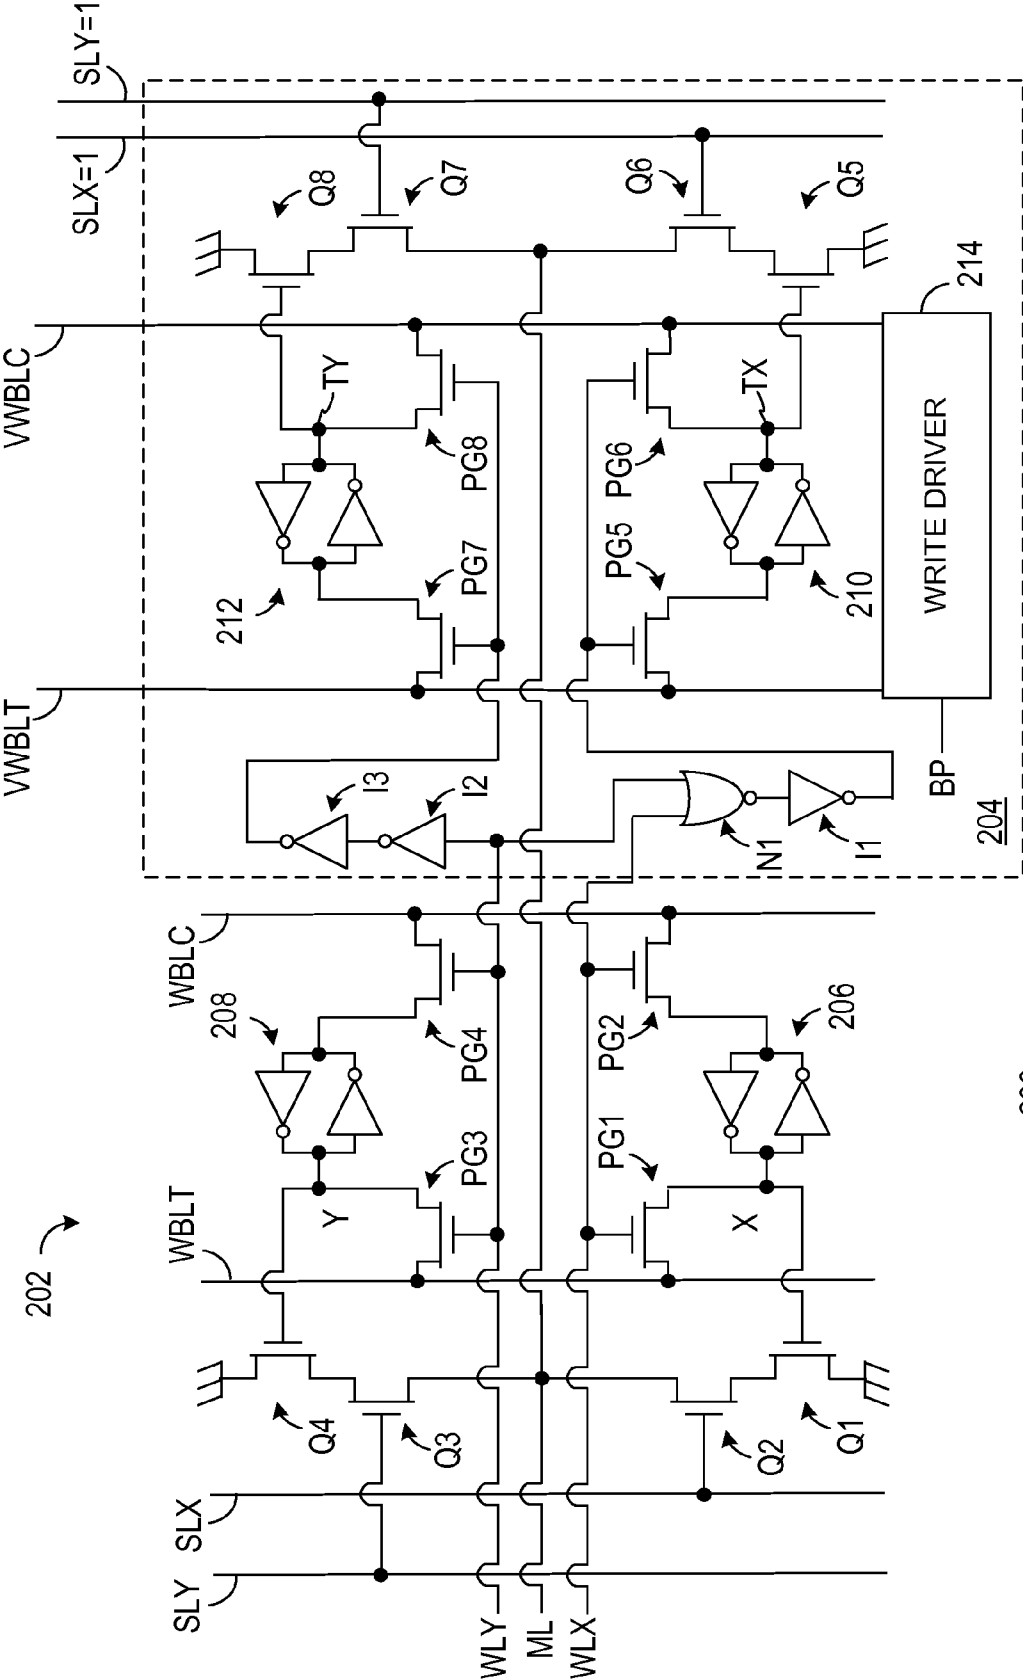 SLY=1
SLX=1
Q8
Q7
Q6
Q5
214
VWBLC
TY
TX
PG8
PG6
WRITE DRIVER
PG7
PG5
212
210
VWBLT
I3
I2
N1
I1
BP
204
WBLC
208
206
PG4
PG2
PG3
PG1
202
WBLT
Y
X
Q4
Q3
Q2
Q1
SLX
SLY
WLY
ML
WLX